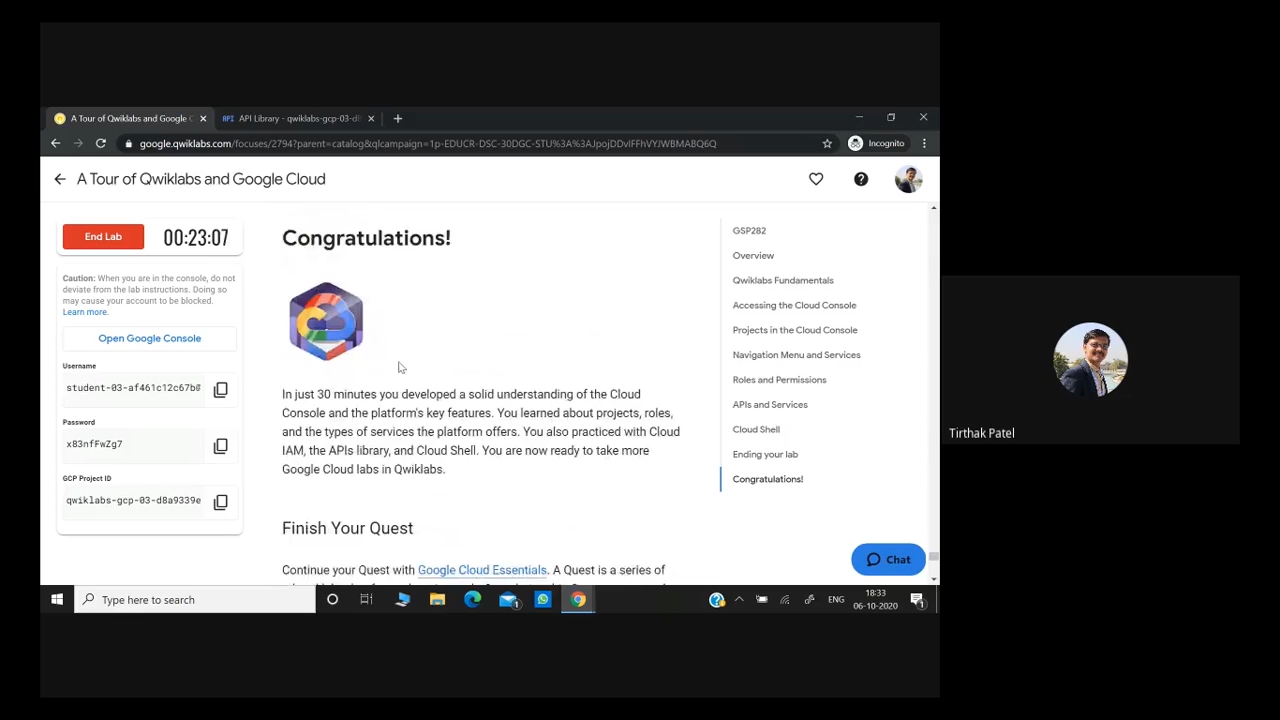 A Tour of Qwiklabs and Google C
API
API Library - qwiklabs-gcp-03-d8
google.qwiklabs.com/focuses/2794?parent=catalog&qlcampaign=1p-EDUCR-DSC-30DGC-STU%3A%3AJpojDDvlFFhVYJWBMABQ6Q
Incognito
A Tour of Qwiklabs and Google Cloud
End Lab
00:23:07
Caution: When you are in the console, do not
deviate from the lab instructions. Doing so
may cause your account to be blocked.
Learn more.
Open Google Console
Username
student-03-af461c12c67b@
Password
x83nfFwZg7
GCP Project ID
qwiklabs-gcp-03-d8a9339e
Congratulations!
In just 30 minutes you developed a solid understanding of the Cloud
Console and the platform's key features. You learned about projects, roles,
and the types of services the platform offers. You also practiced with Cloud
IAM, the APIs library, and Cloud Shell. You are now ready to take more
Google Cloud labs in Qwiklabs.
Finish Your Quest
Continue your Quest with Google Cloud Essentials. A Quest is a series of
GSP282
Overview
Qwiklabs Fundamentals
Accessing the Cloud Console
Projects in the Cloud Console
Navigation Menu and Services
Roles and Permissions
APIs and Services
Cloud Shell
Ending your lab
Congratulations!
Chat
Type here to search
1
ENG
18:33
06-10-2020
1
Tirthak Patel